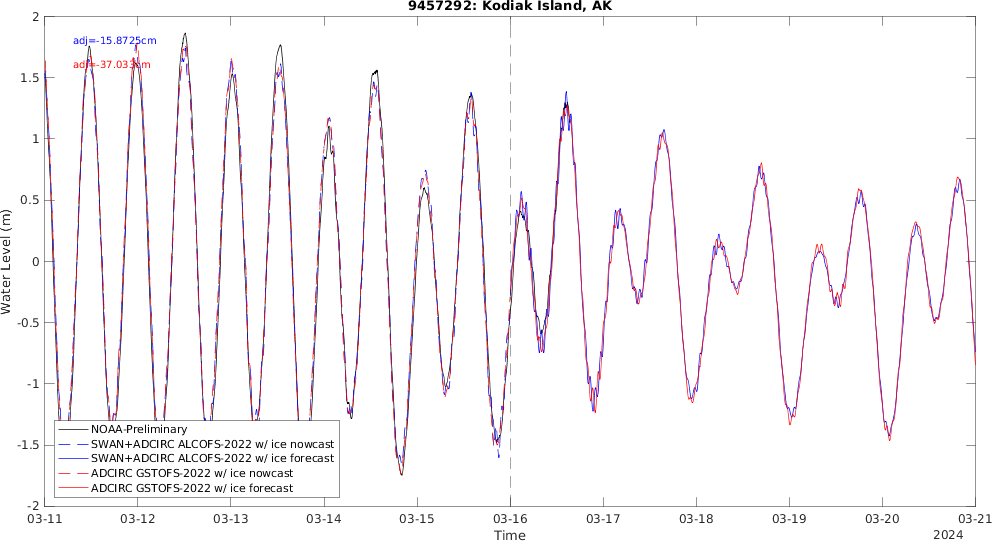 9457292: Kodiak Island, AK
2
1.5
1
0.5
0
-0.5
-1
-1.5
-2
Water Level (m)
adj=-15.8725cm
adj=-37.033cm
NOAA-Preliminary
SWAN+ADCIRC ALCOFS-2022 w/ ice nowcast
SWAN+ADCIRC ALCOFS-2022 w/ ice forecast
ADCIRC GSTOFS-2022 w/ ice nowcast
ADCIRC GSTOFS-2022 w/ ice forecast
03-11 03-12 03-13 03-14 03-15 03-16 03-17 03-18 03-19 03-20 03-21
Time
2024